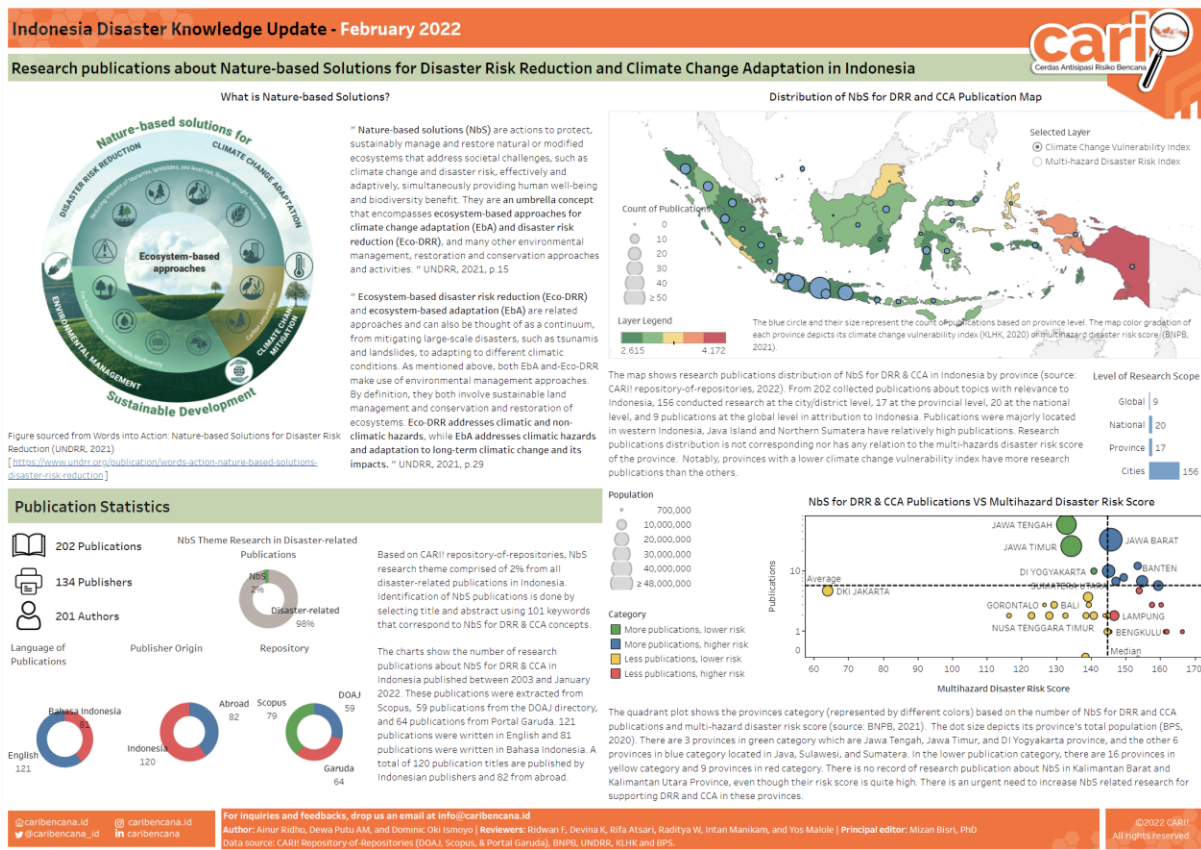 Indonesia Disaster Knowledge Update - February 2022
cari!
Cerdas Antisipasi Risiko Bencana
Research publications about Nature-based Solutions for Disaster Risk Reduction and Climate Change Adaptation in Indonesia
What is Nature-based Solutions?
Nature-based solutions for
DISASTER RISK REDUCTION
CLIMATE CHANGE ADAPTATION
Ecosystem-based
approaches
ENVIRONMENTAL MANAGEMENT
CLIMATE CHANGE MITIGATION
Sustainable Development
Figure sourced from Words into Action: Nature-based Solutions for Disaster Risk
Reduction (UNDRR, 2021)
[ https://www.undrr.org/publication/words-action-nature-based-solutions-
disaster-risk-reduction ]
" Nature-based solutions (NbS) are actions to protect,
sustainably manage and restore natural or modified
ecosystems that address societal challenges, such as
climate change and disaster risk, effectively and
adaptively, simultaneously providing human well-being
and biodiversity benefit. They are an umbrella concept
that encompasses ecosystem-based approaches for
climate change adaptation (EbA) and disaster risk
reduction (Eco-DRR), and many other environmental
management, restoration and conservation approaches
and activities. " UNDRR, 2021, p.15
" Ecosystem-based disaster risk reduction (Eco-DRR)
and ecosystem-based adaptation (EbA) are related
approaches and can also be thought of as a continuum,
from mitigating large-scale disasters, such as tsunamis
and landslides, to adapting to different climatic
conditions. As mentioned above, both EbA and-Eco-DRR
make use of environmental management approaches.
By definition, they both involve sustainable land
management and conservation and restoration of
ecosystems. Eco-DRR addresses climatic and non-
climatic hazards, while EbA addresses climatic hazards
and adaptation to long-term climatic change and its
impacts. " UNDRR, 2021, p.29
Distribution of NbS for DRR and CCA Publication Map
Selected Layer
Climate Change Vulnerability Index
Multi-hazard Disaster Risk Index
Count of Publications
0
10
20
30
40
≥ 50
Layer Legend
2.615
4.172
The blue circle and their size represent the count of publications based on province level. The map color gradation of
each province depicts its climate change vulnerability index (KLHK, 2020) or multihazard disaster risk score (BNPB,
2021).
The map shows research publications distribution of NbS for DRR & CCA in Indonesia by province (source:
CARI! repository-of-repositories, 2022). From 202 collected publications about topics with relevance to
Indonesia, 156 conducted research at the city/district level, 17 at the provincial level, 20 at the national
level, and 9 publications at the global level in attribution to Indonesia. Publications were majorly located
in western Indonesia, Java Island and Northern Sumatera have relatively high publications. Research
publications distribution is not corresponding nor has any relation to the multi-hazards disaster risk score
of the province. Notably, provinces with a lower climate change vulnerability index have more research
publications than the others.
Level of Research Scope
Global 9
National 20
Province 17
Cities 156
Publication Statistics
202 Publications
134 Publishers
201 Authors
NbS Theme Research in Disaster-related
Publications
NbS
2%
Disaster-related
98%
Language of
Publications
Bahasa Indonesia
81
English
121
Publisher Origin
Abroad
82
Indonesia
120
Repository
Scopus
79
DOAJ
59
Garuda
64
Based on CARI! repository-of-repositories, NbS
research theme comprised of 2% from all
disaster-related publications in Indonesia.
Identification of NbS publications is done by
selecting title and abstract using 101 keywords
that correspond to NbS for DRR & CCA concepts.
The charts show the number of research
publications about NbS for DRR & CCA in
Indonesia published between 2003 and January
2022. These publications were extracted from
Scopus, 59 publications from the DOAJ directory,
and 64 publications from Portal Garuda. 121
publications were written in English and 81
publications were written in Bahasa Indonesia. A
total of 120 publication titles are published by
Indonesian publishers and 82 from abroad.
Population
700,000
10,000,000
20,000,000
30,000,000
40,000,000
≥ 48,000,000
Category
More publications, lower risk
More publications, higher risk
Less publications, lower risk
Less publications, higher risk
NbS for DRR & CCA Publications VS Multihazard Disaster Risk Score
Publications
10
1
0
JAWA TENGAH
JAWA TIMUR
JAWA BARAT
DI YOGYAKARTA
BANTEN
SUMATERA UTARA
Average
DKI JAKARTA
GORONTALO
BALI
LAMPUNG
NUSA TENGGARA TIMUR
BENGKULU
Median
60 70 80 90 100 110 120 130 140 150 160 170
Multihazard Disaster Risk Score
The quadrant plot shows the provinces category (represented by different colors) based on the number of NbS for DRR and CCA
publications and multi-hazard disaster risk score (source: BNPB, 2021). The dot size depicts its province's total population (BPS,
2020). There are 3 provinces in green category which are Jawa Tengah, Jawa Timur, and DI Yogyakarta province, and the other 6
provinces in blue category located in Java, Sulawesi, and Sumatera. In the lower publication category, there are 16 provinces in
yellow category and 9 provinces in red category. There is no record of research publication about NbS in Kalimantan Barat and
Kalimantan Utara Province, even though their risk score is quite high. There is an urgent need to increase NbS related research for
supporting DRR and CCA in these provinces.
caribencana.id
caribencana_id
@caribencana_id
caribencana
For inquiries and feedbacks, drop us an email at info@caribencana.id
Author: Ainur Ridho, Dewa Putu AM, and Dominic Oki Ismoyo | Reviewers: Ridwan F, Devina K, Rifa Atsari, Raditya W, Intan Manikam, and Yos Malole | Principal editor: Mizan Bisri, PhD
Data source: CARI! Repository-of-Repositories (DOAJ, Scopus, & Portal Garuda), BNPB, UNDRR, KLHK and BPS.
©2022 CARI!
All rights reserved